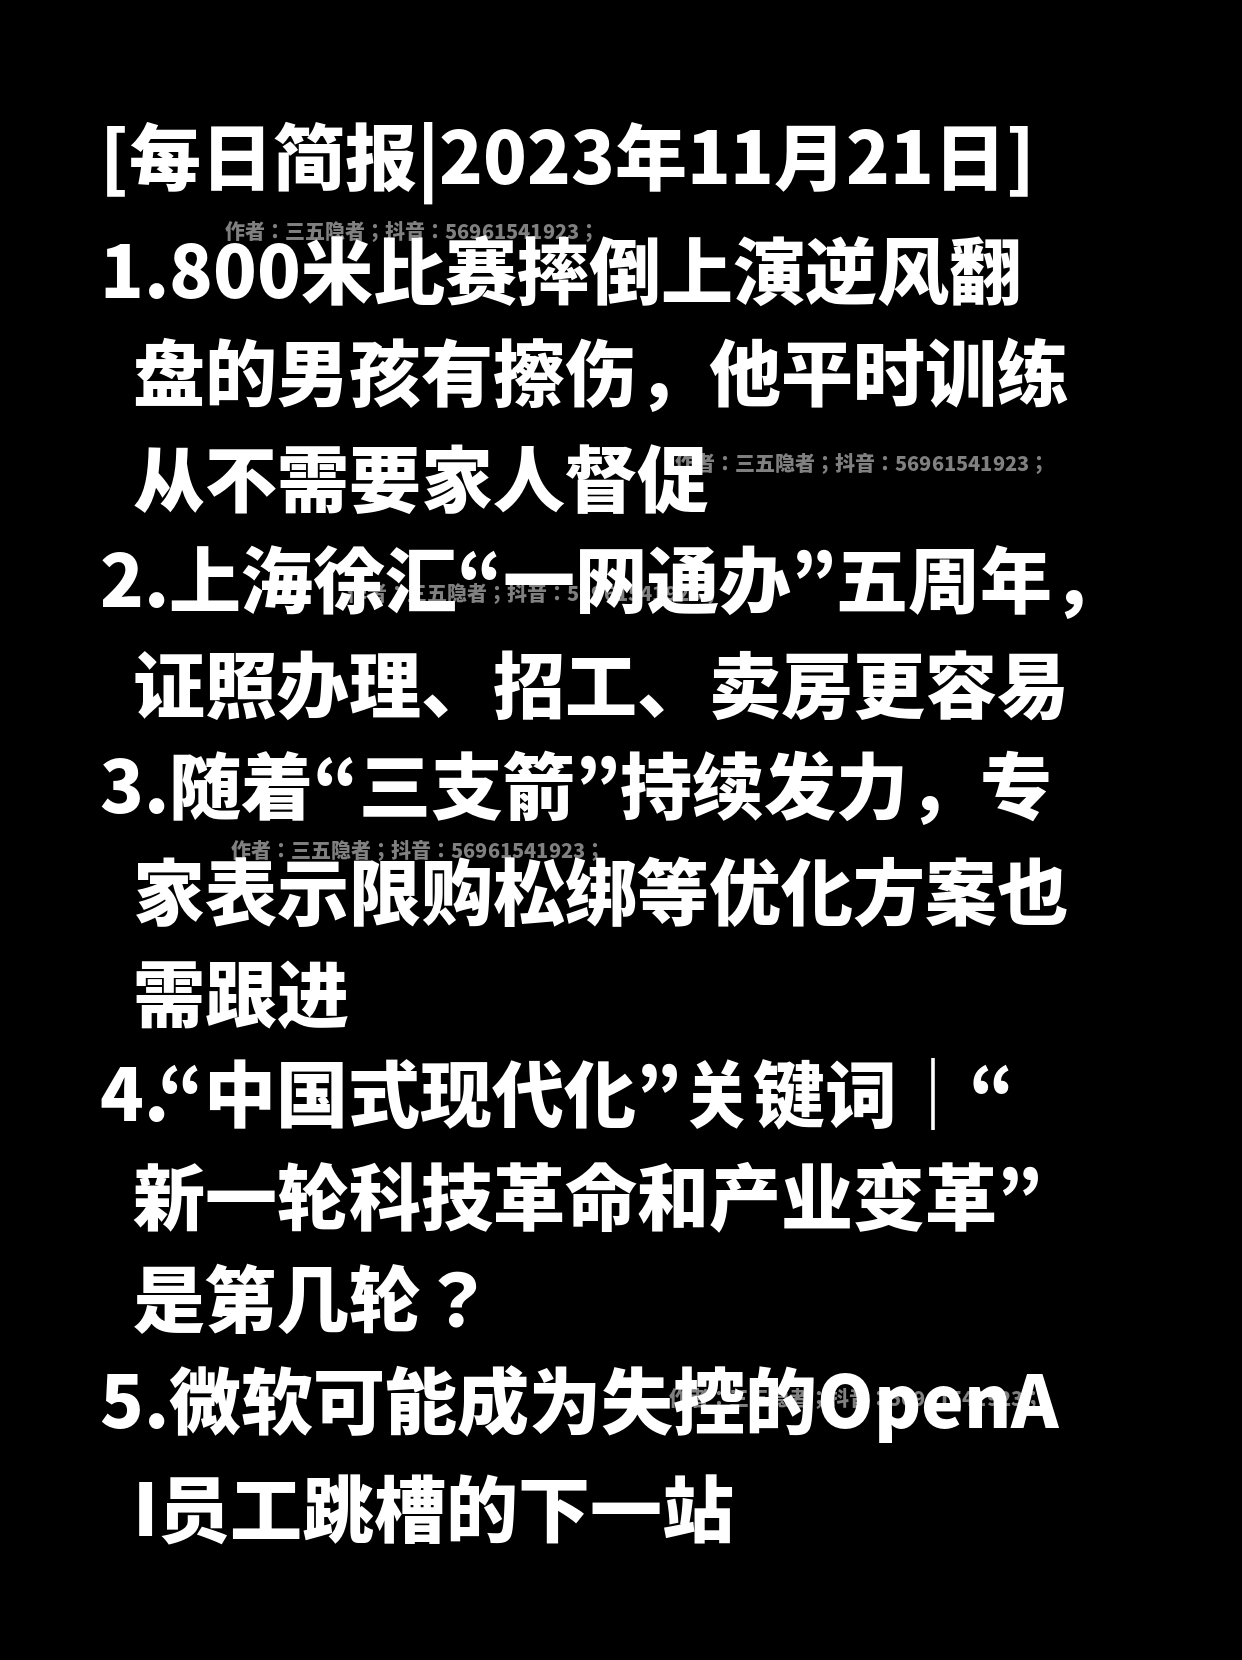 [每日简报|2023年11月21日]
作者：三五隐者；抖音：56961541923；
1.800米比赛摔倒上演逆风翻
盘的男孩有擦伤，他平时训练
从不需要家人督促
作者：三五隐者；抖音：56961541923；
2.上海徐汇“一网通办”五周年，
证照办理、招工、卖房更容易
3.随着“三支箭”持续发力，专
作者：三五隐者；抖音：56961541923；
家表示限购松绑等优化方案也
需跟进
4.“中国式现代化”关键词｜“
新一轮科技革命和产业变革”
是第几轮？
5.微软可能成为失控的OpenA
I员工跳槽的下一站